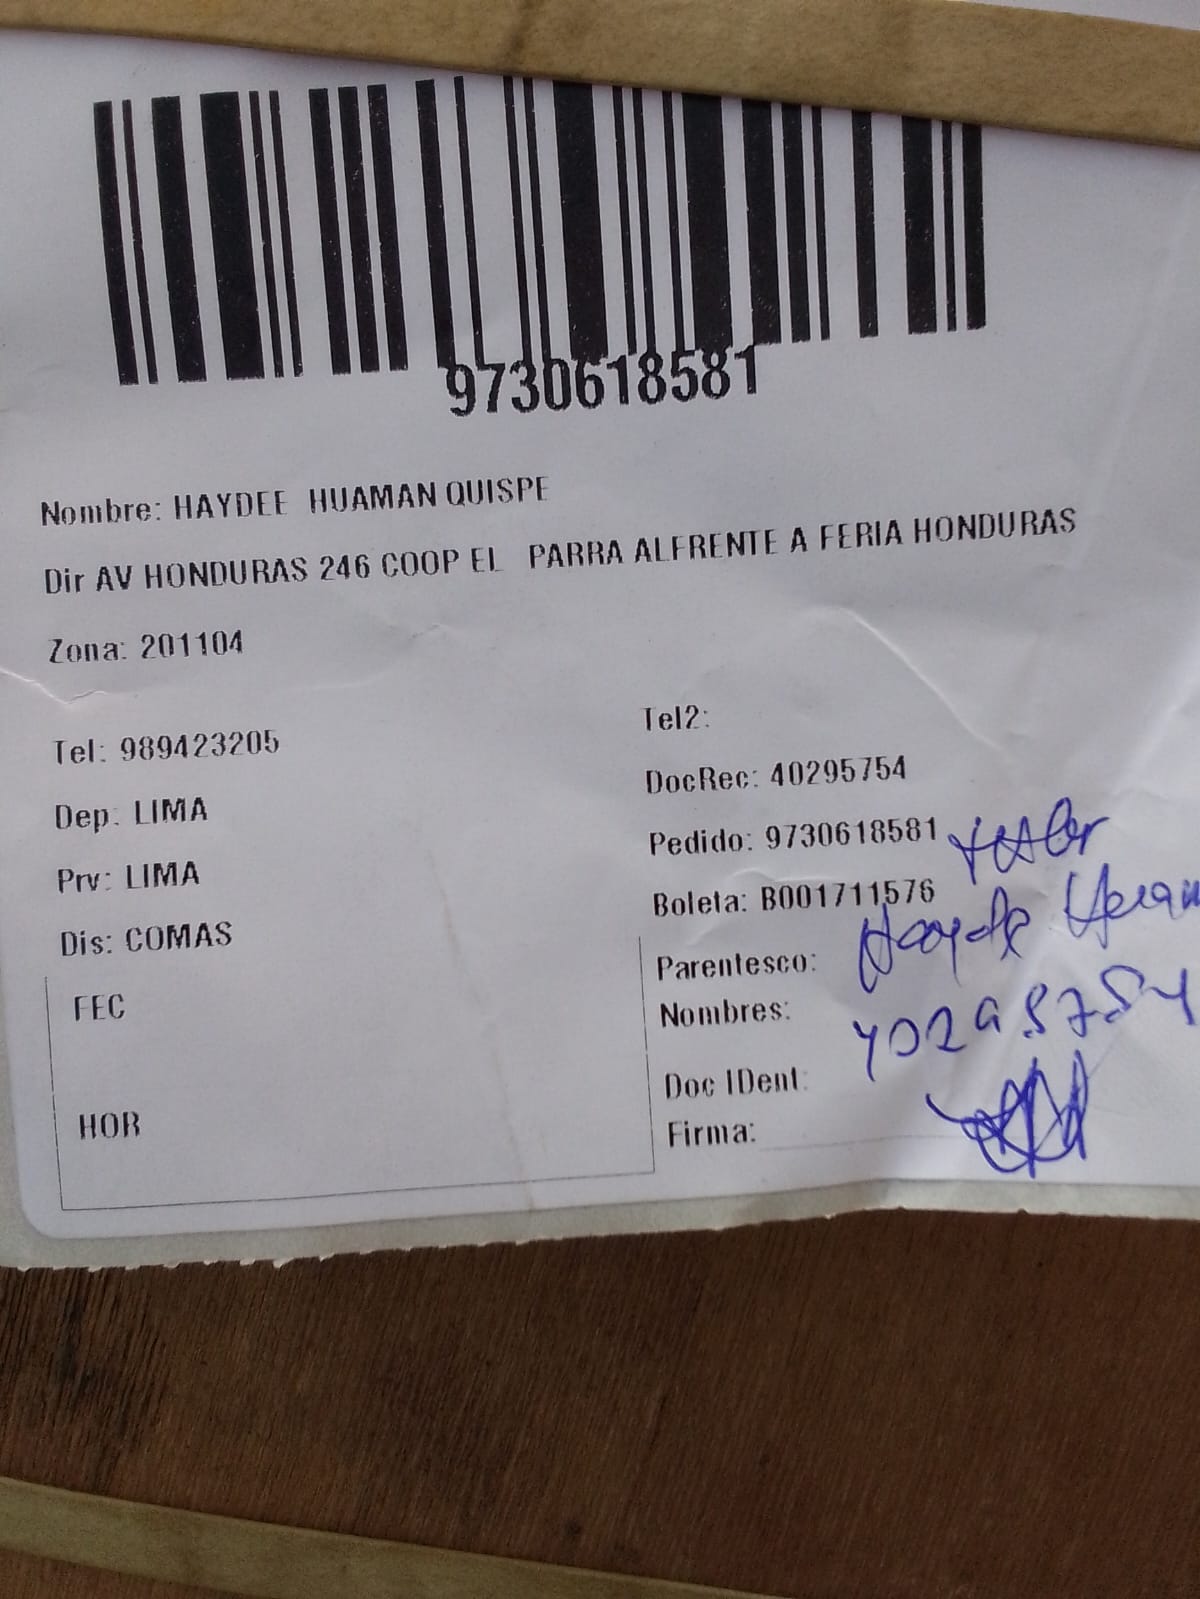 9730618581
Nombre: HAYDEE HUAMAN QUISPE
Dir AV HONDURAS 246 COOP EL PARRA ALFRENTE A FERIA HONDURAS
Zona: 201104
Tel: 989423205
Tel2:
Dep: LIMA
DocRec: 40295754
Prv: LIMA
Pedido: 9730618581
Dis: COMAS
Boleta: B001711576
FEC
Parentesco:
Nombres: Haydee
Doc IDent: 40295754
HOR
Firma: